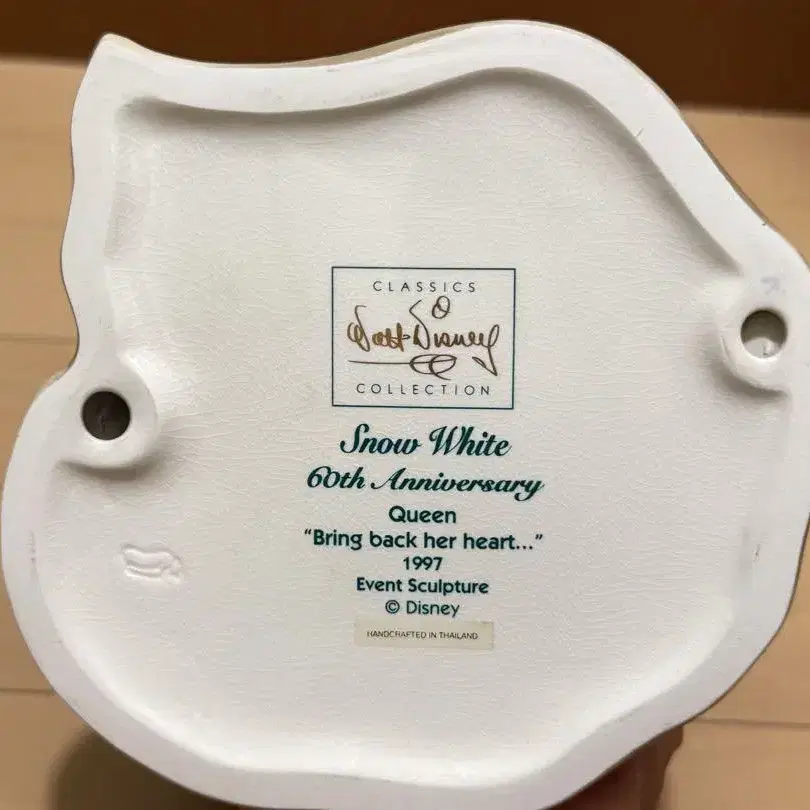 CLASSICS
Walt Disney
COLLECTION
Snow White
60th Anniversary
Queen
“Bring back her heart...”
1997
Event Sculpture
© Disney
HANDCRAFTED IN THAILAND